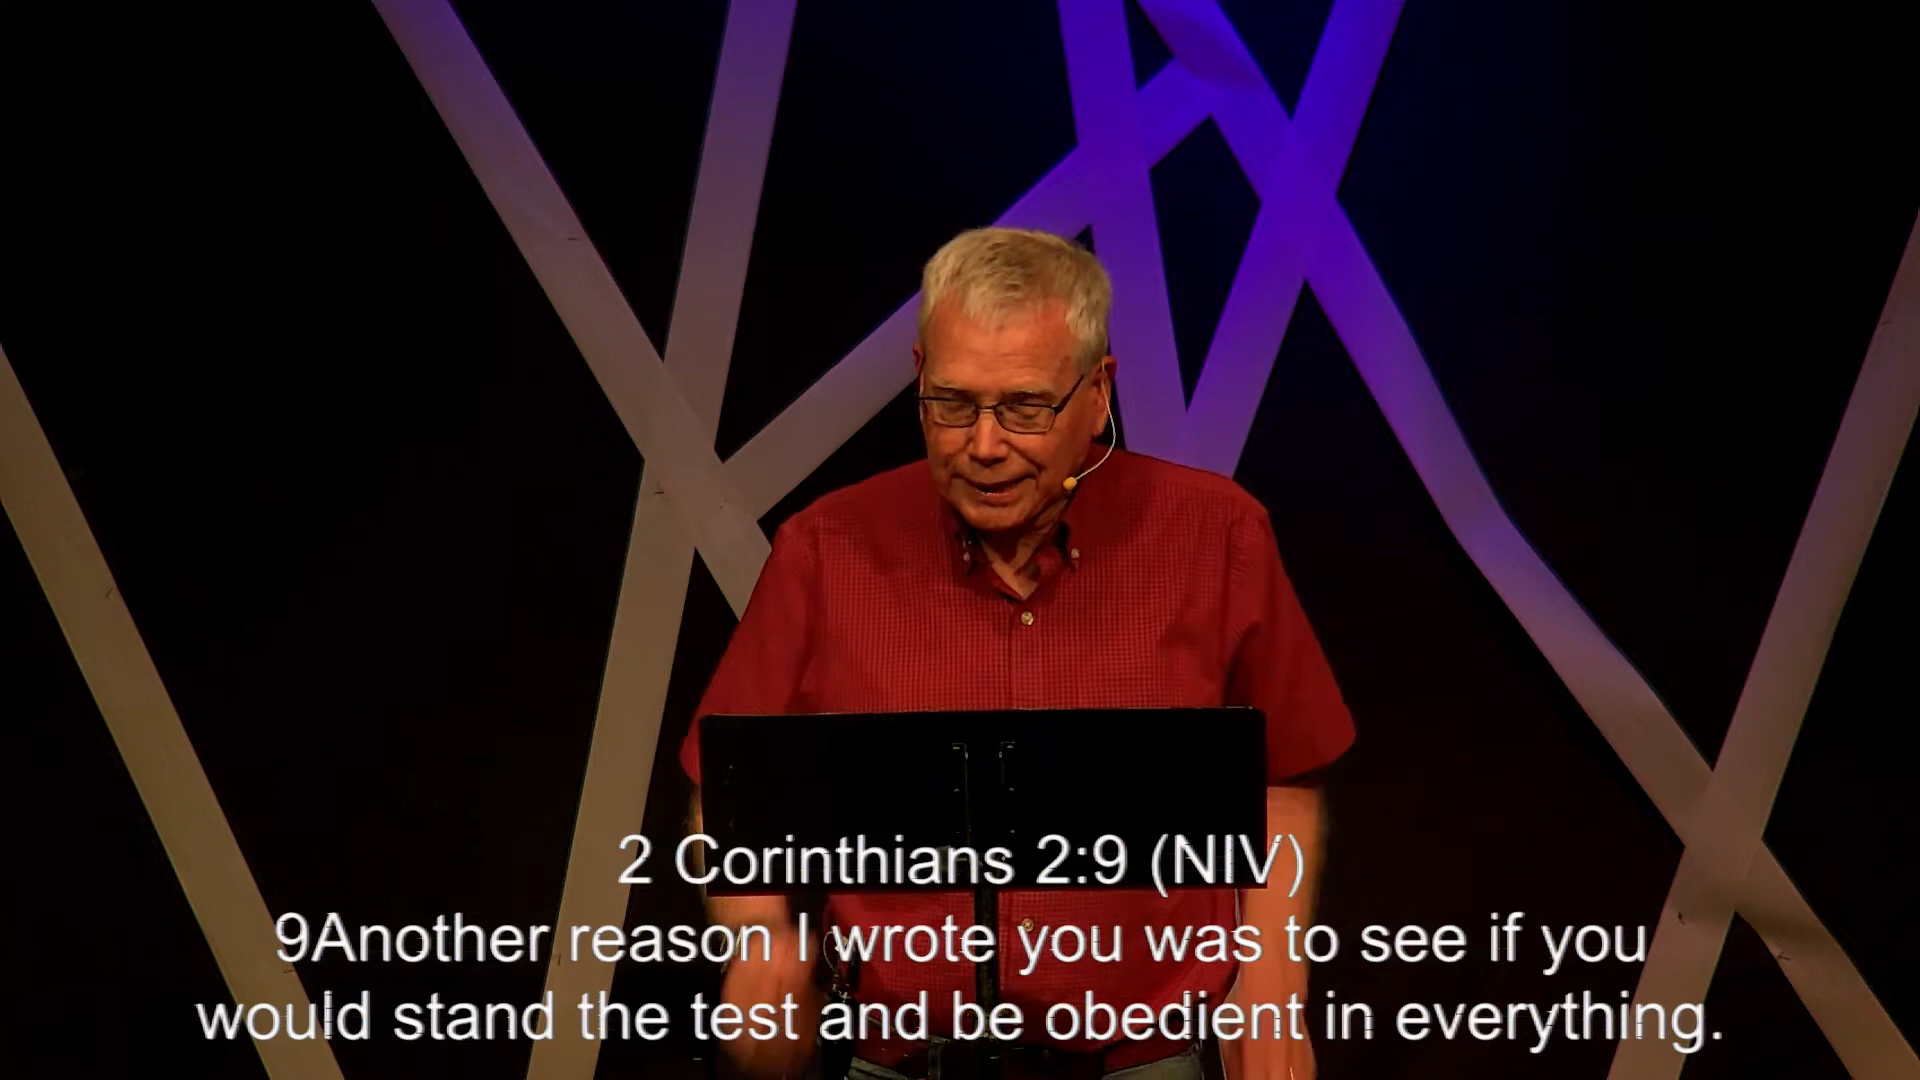 2 Corinthians 2:9 (NIV)
9Another reason I wrote you was to see if you
would stand the test and be obedient in everything.